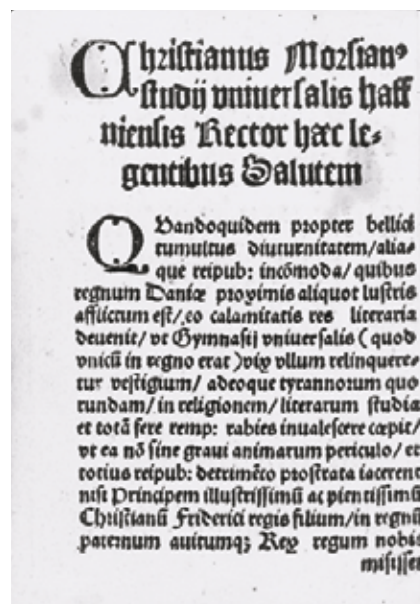 Christianus Morsianꝰ
studij vniuersalis haff
niensis Rector hæc le⸗
gentibus Salutem
QVandoquidem propter bellici
tumultus diuturnitatem/alias
que reipub: incōmoda/ quibus
regnum Daniæ proximis aliquot lustris
afflictum est/eo calamitatis res literaria
deuenit/ vt Gymnasij vniuersalis ( quod
vnicū in regno erat )vix vllum relinquere⸗
tur vestigium/ adeoque tyrannorum quo
rundam/ in religionem/ literarum studia
et totā fere remp: rabies inualescere cœpit/
vt ea nō sine graui animarum periculo/ et
totius reipub: detrimēto prostrata iacerent
nisi Principem illustrissimū ac pientissimū
Christianū Friderici regis filium/in regnū
paternum auitumqꝫ Rex regum nobis
misisset